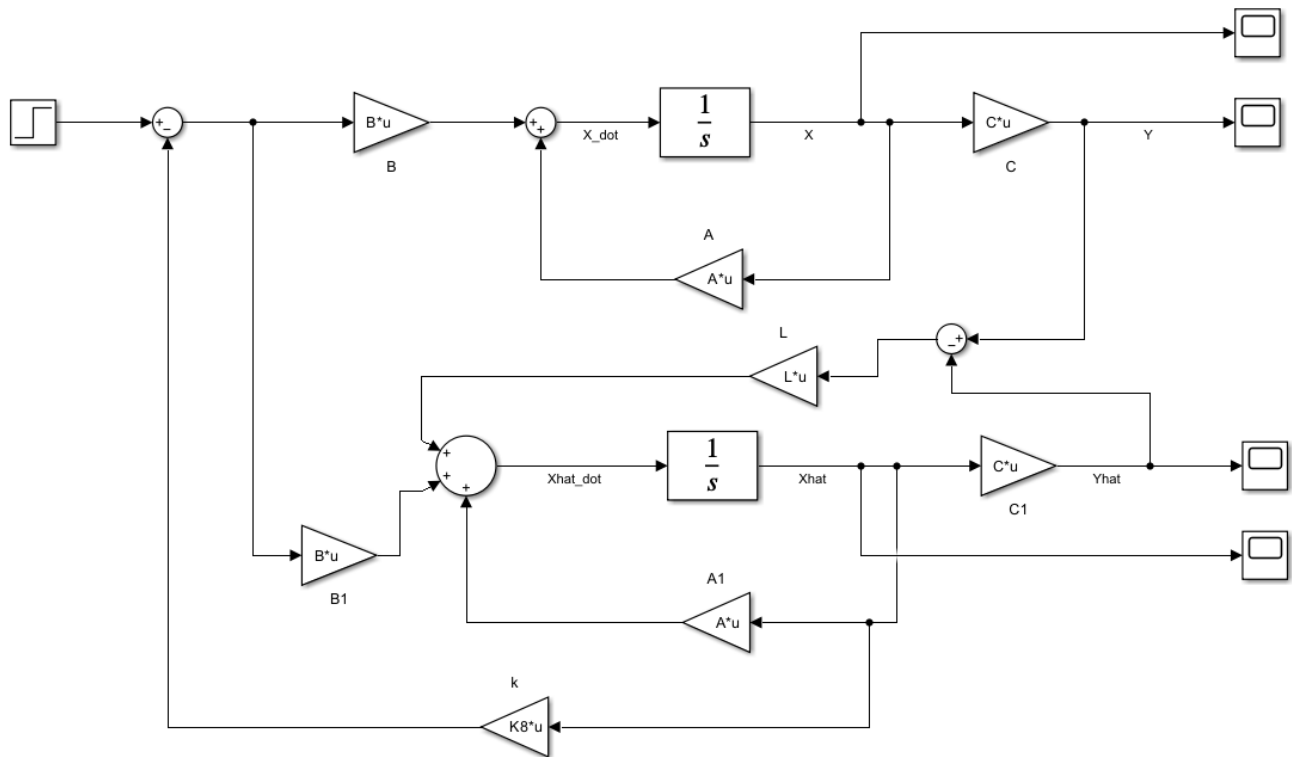 +
−
B*u
B
+
+
X_dot
1
s
X
C*u
C
Y
A
A*u
L
L*u
−
+
+
+
+
Xhat_dot
1
s
Xhat
C*u
C1
Yhat
B*u
B1
A1
A*u
k
K8*u